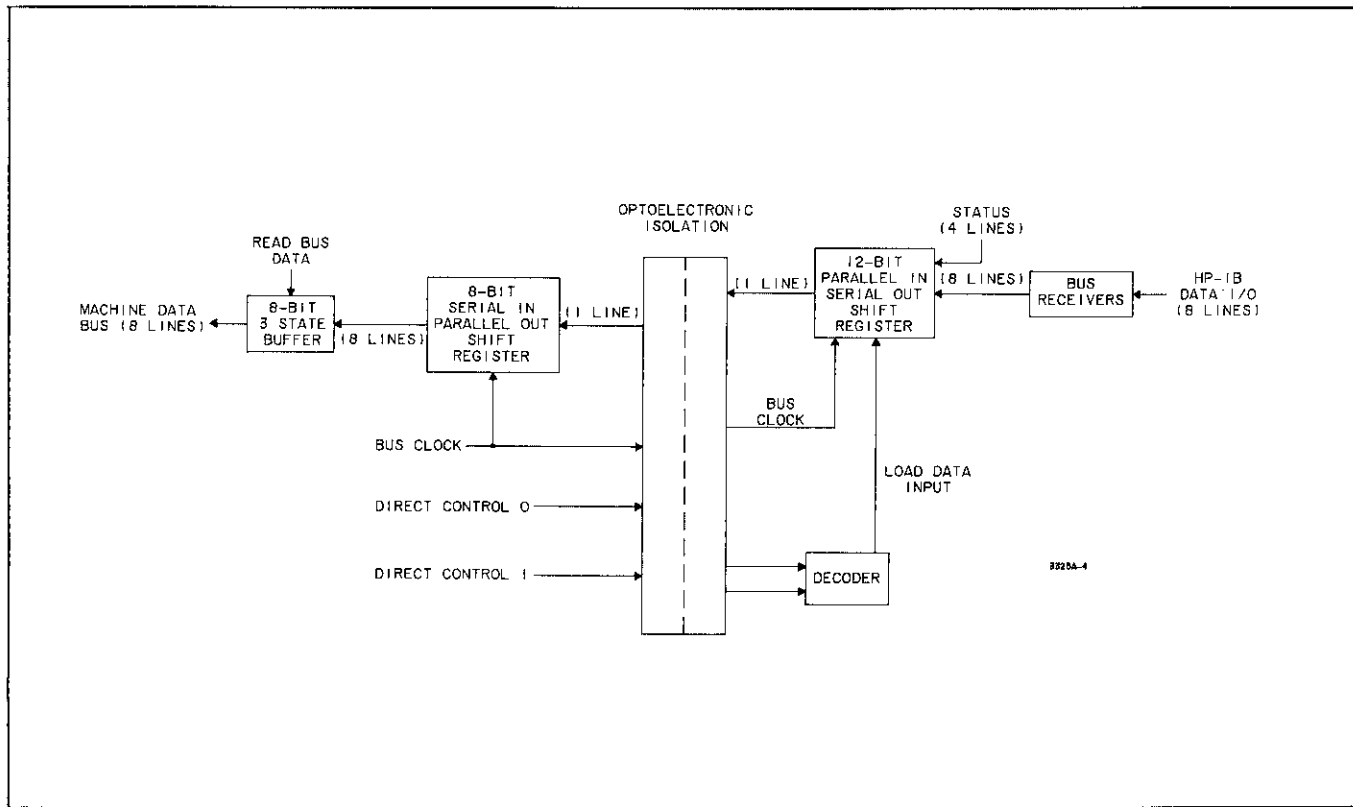 OPTOELECTRONIC
ISOLATION
READ BUS
DATA
MACHINE DATA
BUS (8 LINES)
8-BIT
3 STATE
BUFFER
(8 LINES)
8-BIT
SERIAL IN
PARALLEL OUT
SHIFT
REGISTER
(1 LINE)
(1 LINE)
STATUS
(4 LINES)
12-BIT
PARALLEL IN
SERIAL OUT
SHIFT
REGISTER
(8 LINES)
BUS
RECEIVERS
HP-IB
DATA I/O
(8 LINES)
BUS CLOCK
BUS
CLOCK
LOAD DATA
INPUT
DIRECT CONTROL 0
DIRECT CONTROL 1
DECODER
3325A-4